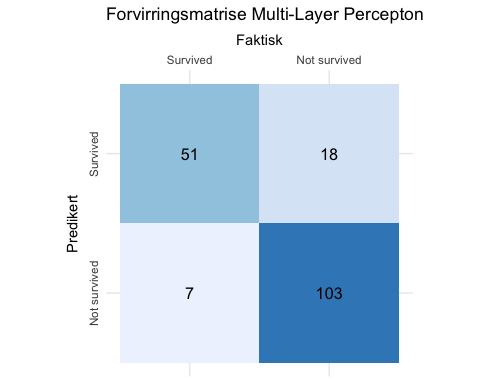 Forvirringsmatrise Multi-Layer Percepton
Faktisk
Survived Not survived
Predikert
Survived
51 18
Not survived
7 103